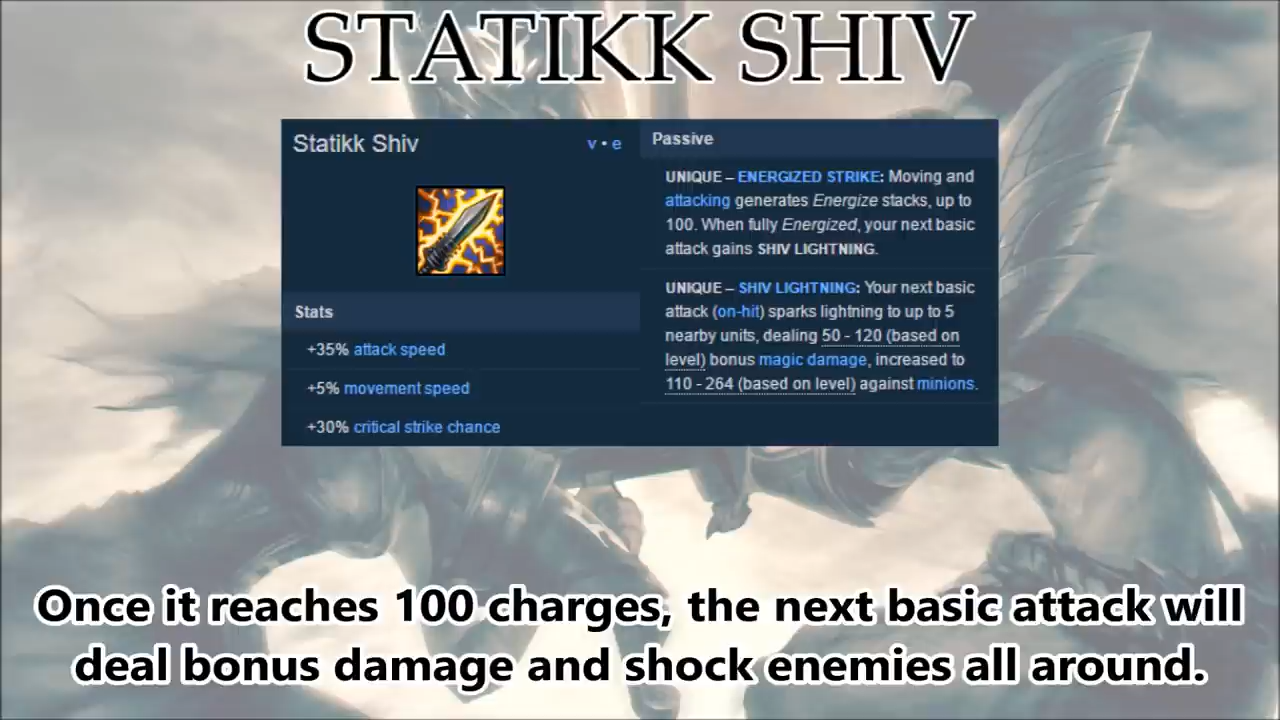 STATIKK SHIV
Statikk Shiv
v • e
Stats
+35% attack speed
+5% movement speed
+30% critical strike chance
Passive
UNIQUE – ENERGIZED STRIKE: Moving and
attacking generates Energize stacks, up to
100. When fully Energized, your next basic
attack gains SHIV LIGHTNING.
UNIQUE – SHIV LIGHTNING: Your next basic
attack (on-hit) sparks lightning to up to 5
nearby units, dealing 50 - 120 (based on
level) bonus magic damage, increased to
110 - 264 (based on level) against minions.
Once it reaches 100 charges, the next basic attack will
deal bonus damage and shock enemies all around.